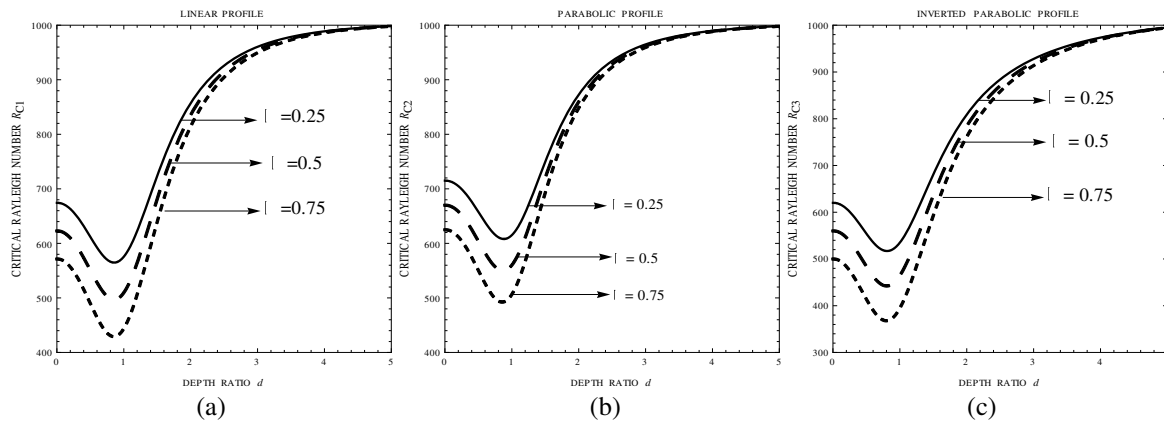 LINEAR PROFILE
CRITICAL RAYLEIGH NUMBER RC1
1000
900
800
700
600
500
400
=0.25
=0.5
=0.75
0 1 2 3 4 5
DEPTH RATIO d
(a)
PARABOLIC PROFILE
CRITICAL RAYLEIGH NUMBER RC2
1000
900
800
700
600
500
400
= 0.25
= 0.5
= 0.75
0 1 2 3 4 5
DEPTH RATIO d
(b)
INVERTED PARABOLIC PROFILE
CRITICAL RAYLEIGH NUMBER RC3
1000
900
800
700
600
500
400
300
= 0.25
= 0.5
= 0.75
0 1 2 3 4
DEPTH RATIO d
(c)